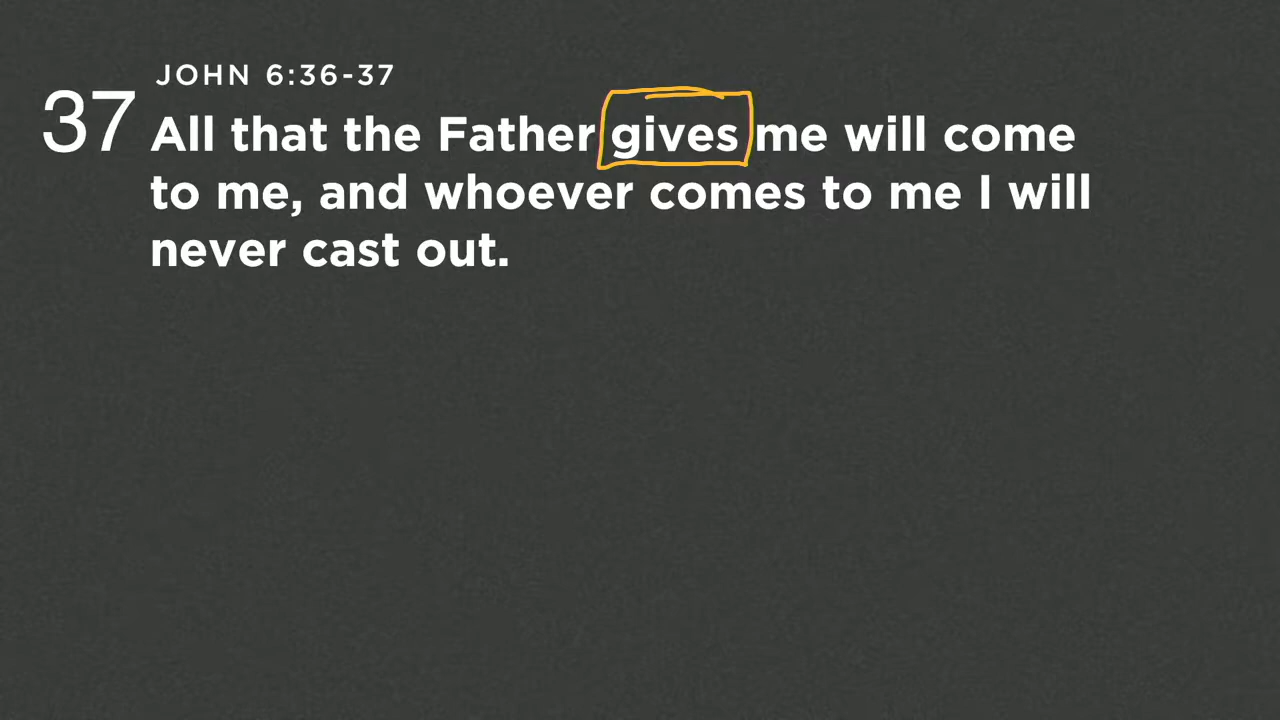 JOHN 6:36-37
37 All that the Father gives me will come
to me, and whoever comes to me I will
never cast out.